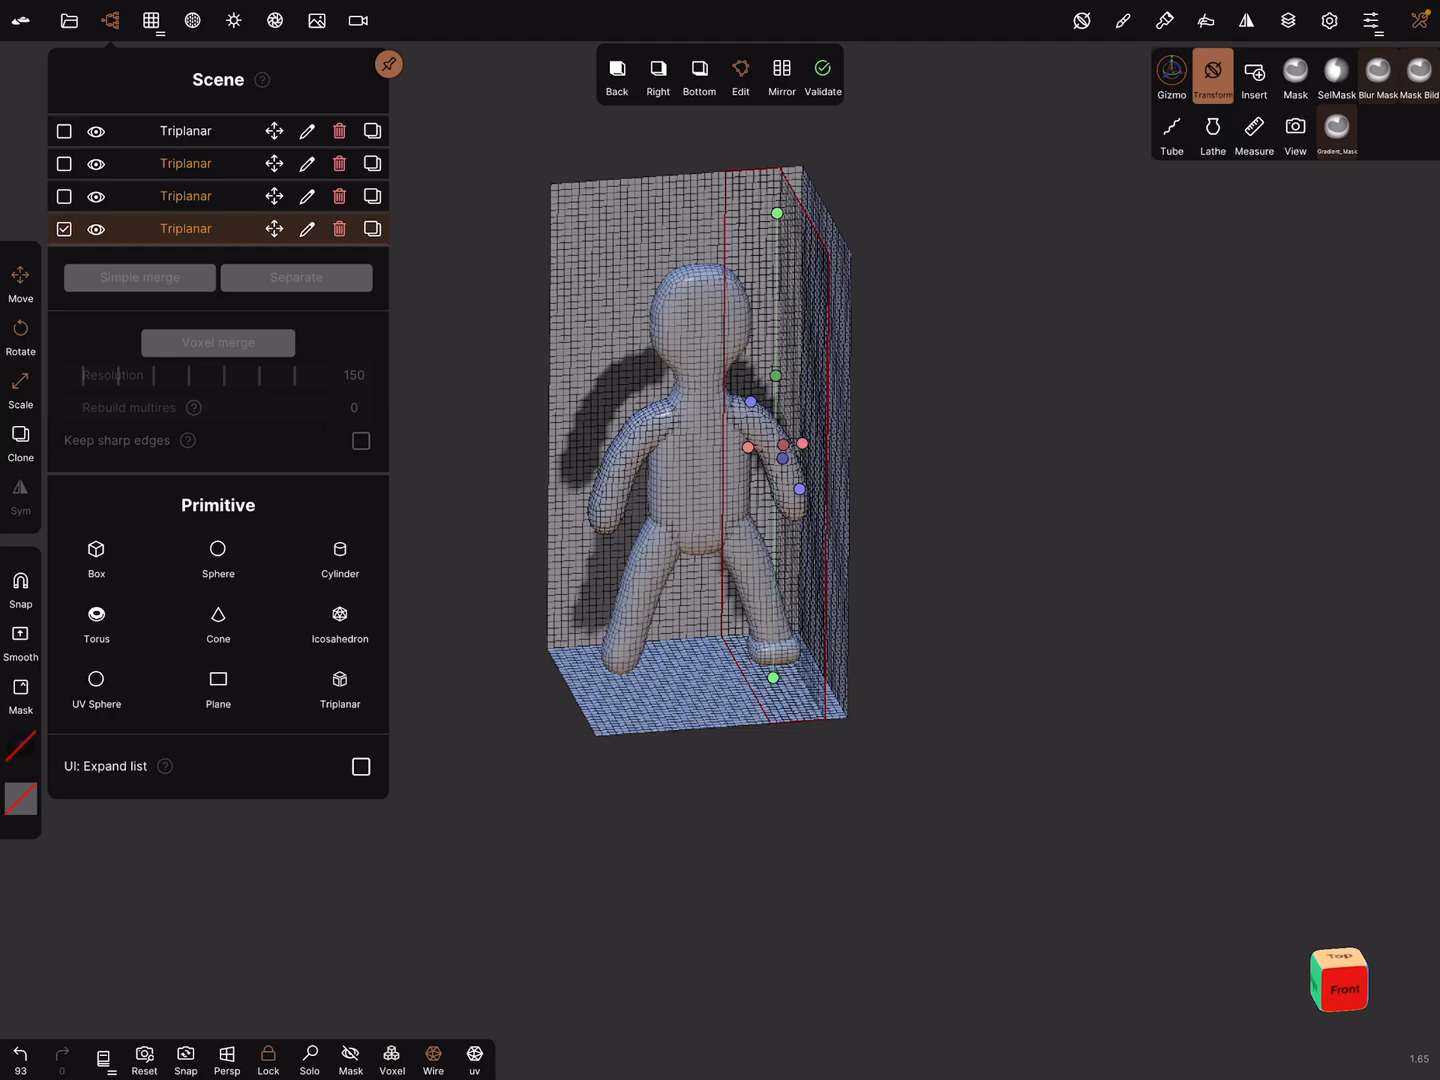 Scene
Triplanar
Triplanar
Triplanar
Triplanar
Simple merge
Separate
Voxel merge
Resolution
150
Rebuild multires
0
Keep sharp edges
Primitive
Box
Sphere
Cylinder
Torus
Cone
Icosahedron
UV Sphere
Plane
Triplanar
UI: Expand list
Move
Rotate
Scale
Clone
Sym
Snap
Smooth
Mask
Back
Right
Bottom
Edit
Mirror
Validate
Gizmo
Transform
Insert
Mask
SelMask
Blur Mask
Mask Bild
Tube
Lathe
Measure
View
Gradient_Mask
Top
Front
93
0
Reset
Snap
Persp
Lock
Solo
Mask
Voxel
Wire
uv
1.65